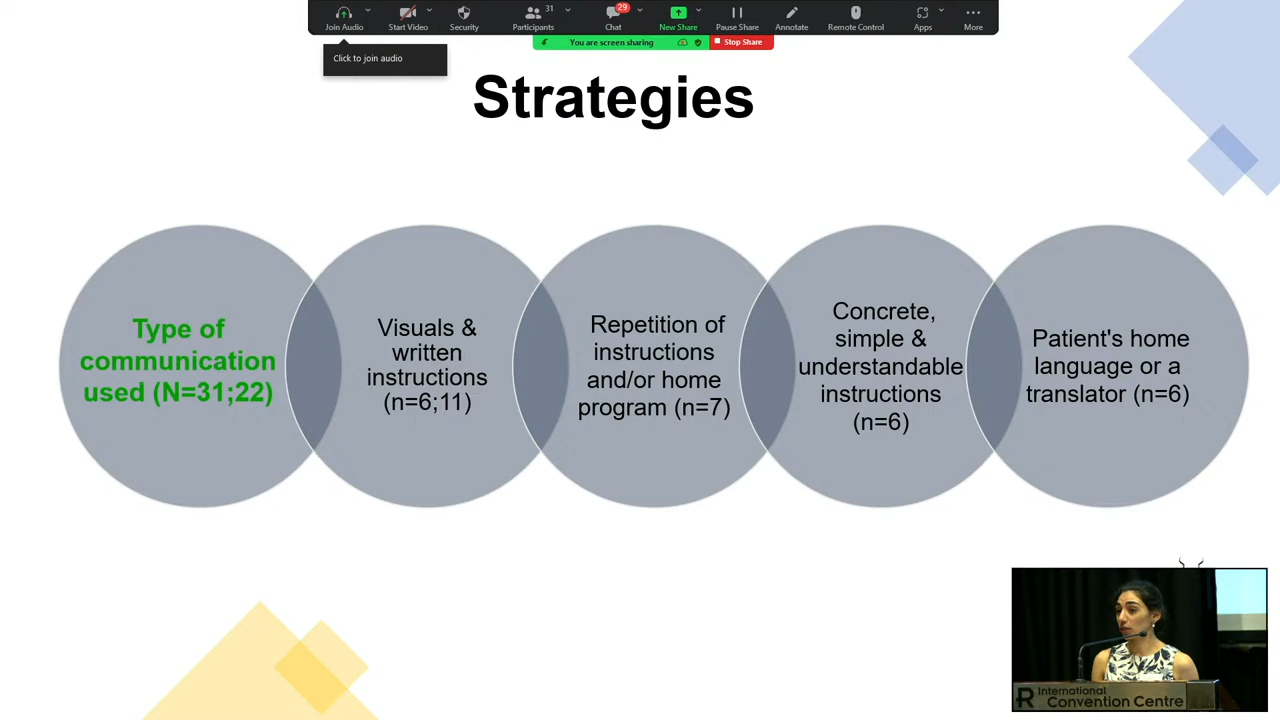 Join Audio
Start Video
Security
Participants
31
Chat
29
New Share
Pause Share
Annotate
Remote Control
Apps
More
You are screen sharing
Stop Share
Click to join audio
Strategies
Type of
communication
used (N=31;22)
Visuals &
written
instructions
(n=6;11)
Repetition of
instructions
and/or home
program (n=7)
Concrete,
simple &
understandable
instructions
(n=6)
Patient's home
language or a
translator (n=6)
International
Convention Centre